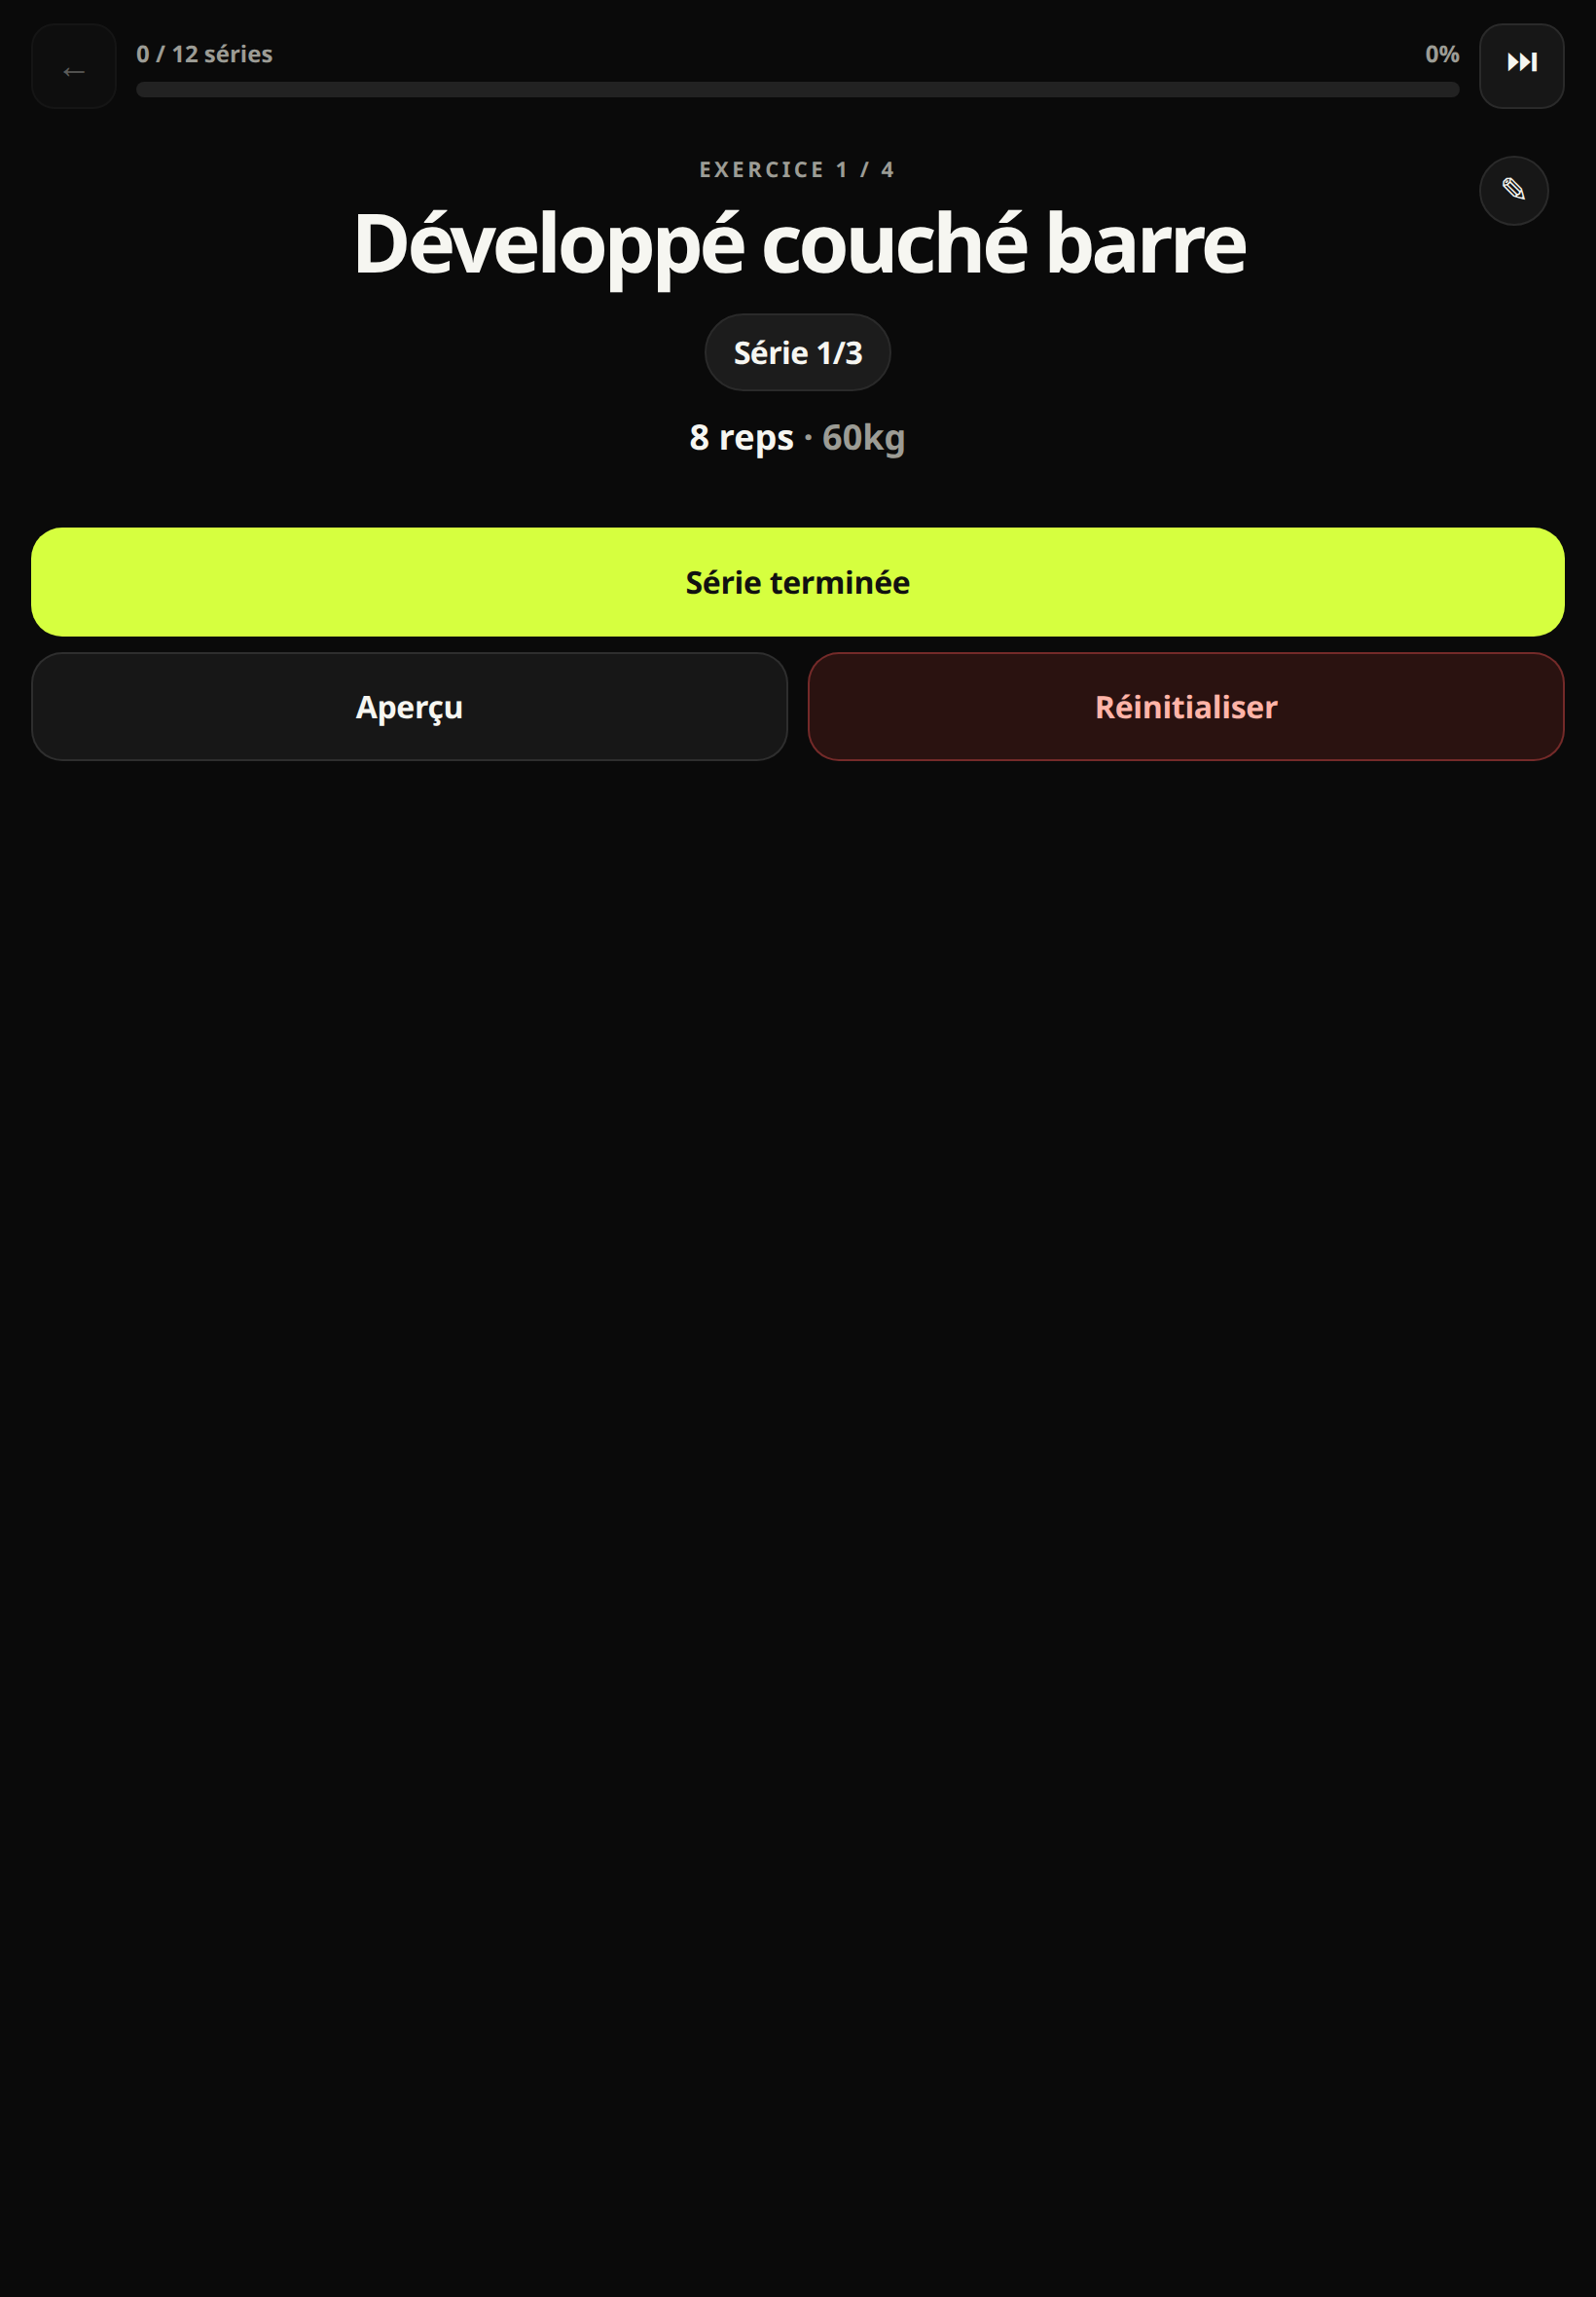 ←
0 / 12 séries
0%
⏭
EXERCICE 1 / 4
✎
Développé couché barre
Série 1/3
8 reps · 60kg
Série terminée
Aperçu
Réinitialiser